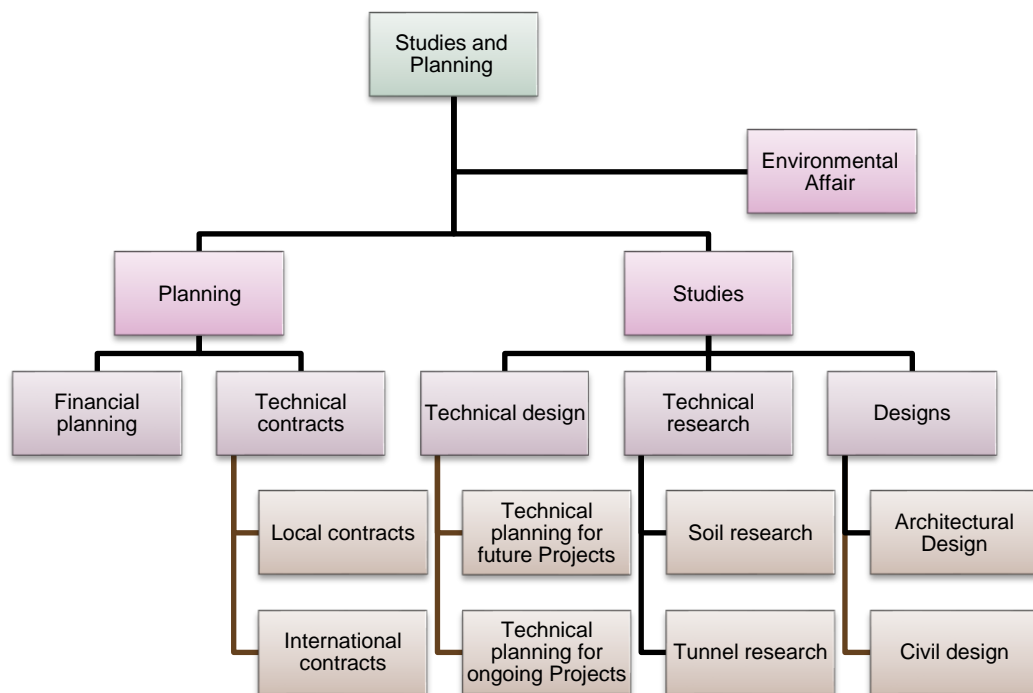 Studies and
Planning
Environmental
Affair
Planning
Studies
Financial
planning
Technical
contracts
Technical design
Technical
research
Designs
Local contracts
Technical
planning for
future Projects
Soil research
Architectural
Design
International
contracts
Technical
planning for
ongoing Projects
Tunnel research
Civil design